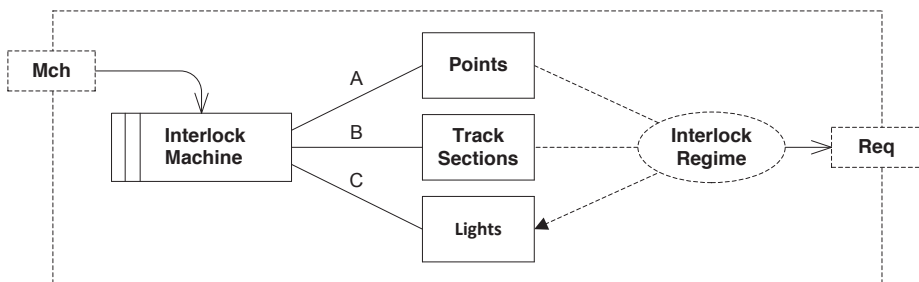 Mch
A
Points
Interlock
Machine
B
Track
Sections
Interlock
Regime
Req
C
Lights